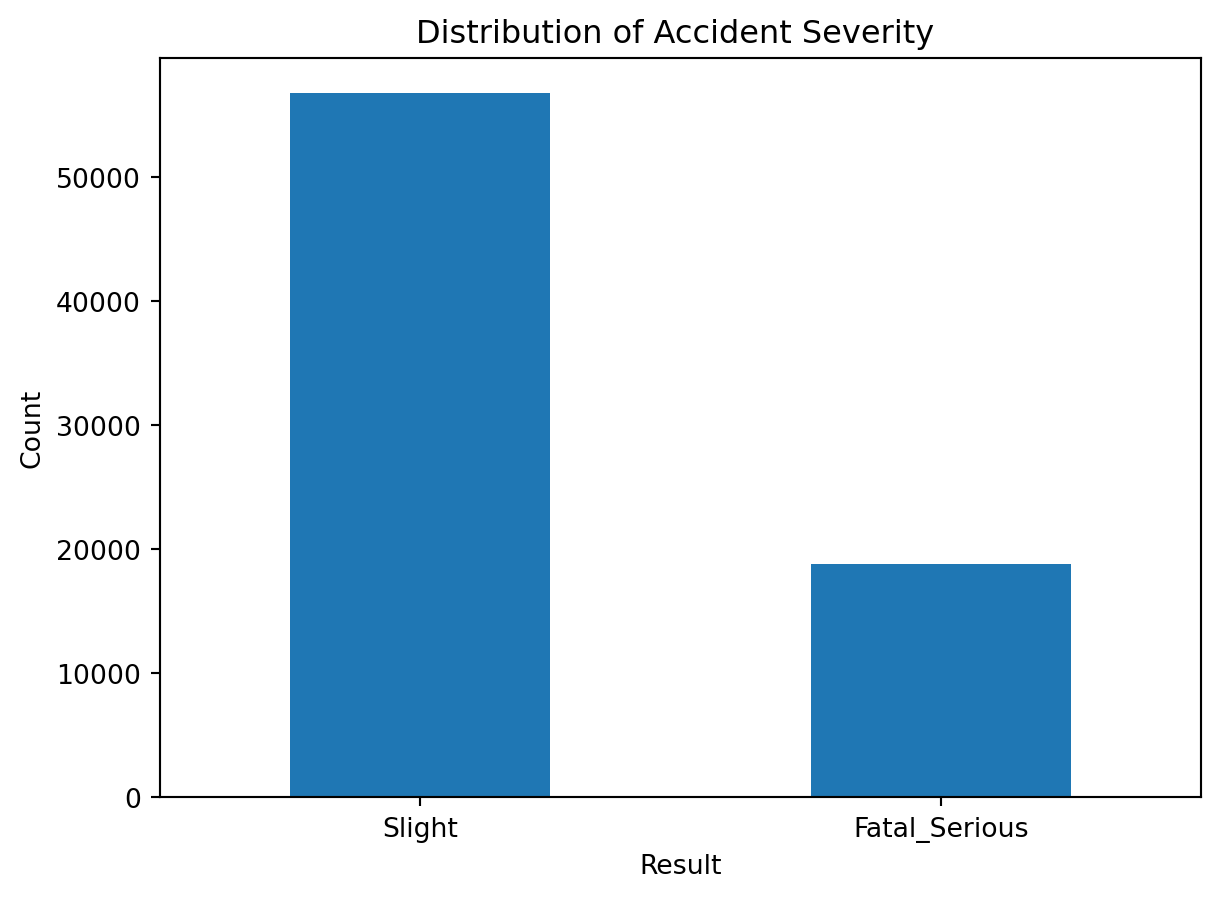 Distribution of Accident Severity
50000
40000
30000
20000
10000
0
Count
Slight
Fatal_Serious
Result